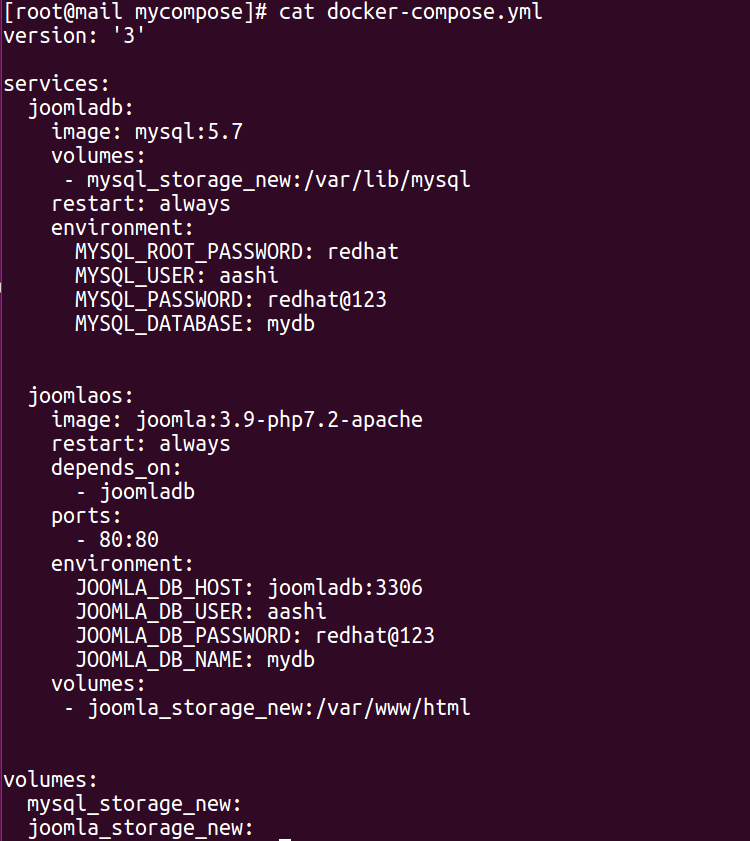 [root@mail mycompose]# cat docker-compose.yml
version: '3'

services:
  joomladb:
    image: mysql:5.7
    volumes:
     - mysql_storage_new:/var/lib/mysql
    restart: always
    environment:
      MYSQL_ROOT_PASSWORD: redhat
      MYSQL_USER: aashi
      MYSQL_PASSWORD: redhat@123
      MYSQL_DATABASE: mydb


  joomlaos:
    image: joomla:3.9-php7.2-apache
    restart: always
    depends_on:
      - joomladb
    ports:
      - 80:80
    environment:
      JOOMLA_DB_HOST: joomladb:3306
      JOOMLA_DB_USER: aashi
      JOOMLA_DB_PASSWORD: redhat@123
      JOOMLA_DB_NAME: mydb
    volumes:
     - joomla_storage_new:/var/www/html


volumes:
  mysql_storage_new:
  joomla_storage_new: